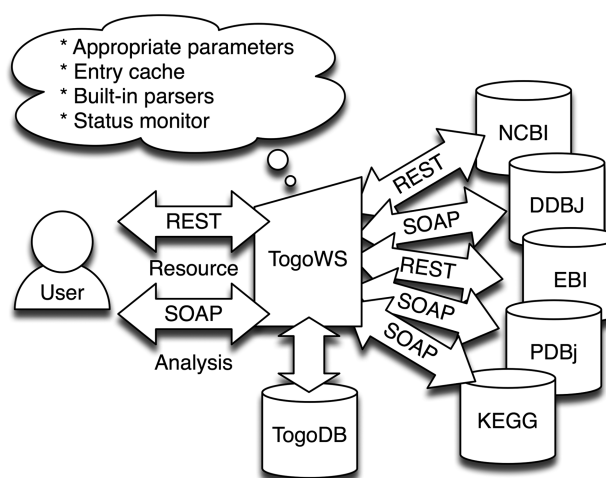 * Appropriate parameters
* Entry cache
* Built-in parsers
* Status monitor
NCBI
REST
DDBJ
SOAP
REST
TogoWS
Resource
REST
EBI
User
SOAP
SOAP
PDBj
SOAP
Analysis
KEGG
TogoDB